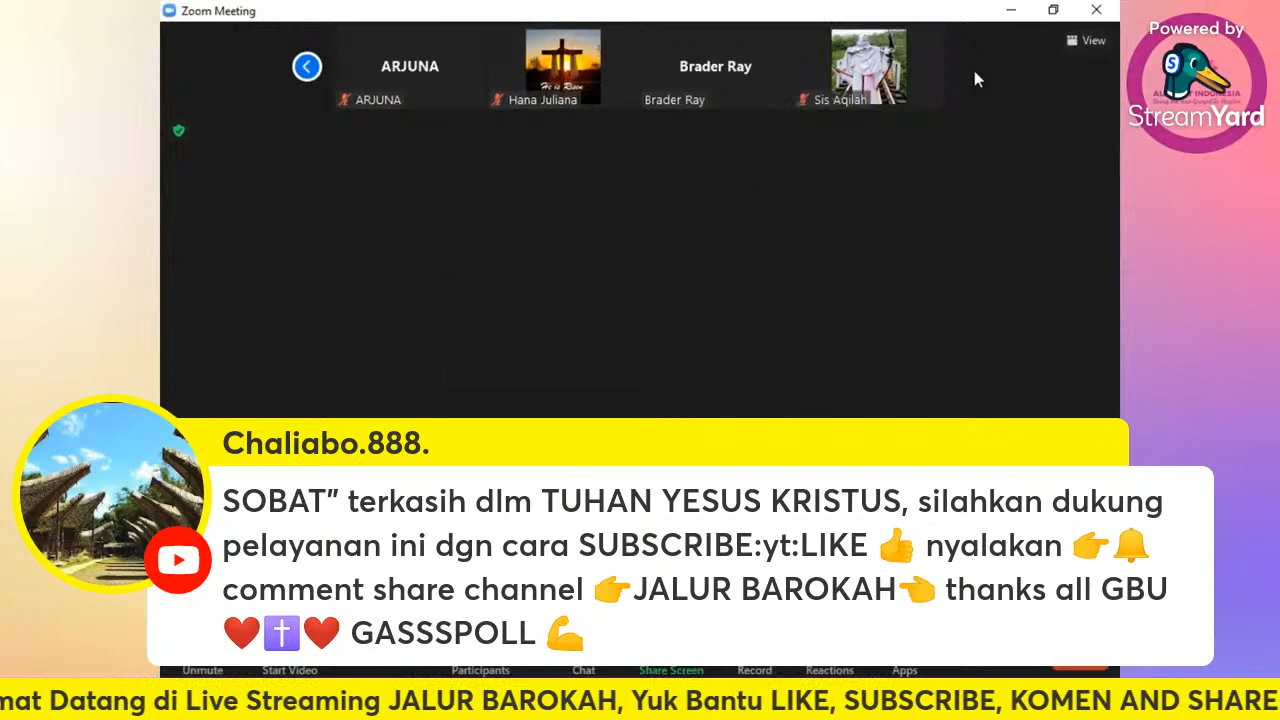 Zoom Meeting
Powered by
View
ARJUNA
Brader Ray
He is Risen
ARJUNA
Hana Juliana
Brader Ray
Sis Aqilah
StreamYard
Chaliabo.888.
SOBAT” terkasih dlm TUHAN YESUS KRISTUS, silahkan dukung
pelayanan ini dgn cara SUBSCRIBE:yt:LIKE 👍 nyalakan 👉🔔
comment share channel 👉JALUR BAROKAH👈 thanks all GBU
❤️✝️❤️ GASSSPOLL 💪
Unmute Start Video Participants Chat Share Screen Record Reactions Apps
mat Datang di Live Streaming JALUR BAROKAH, Yuk Bantu LIKE, SUBSCRIBE, KOMEN AND SHARE